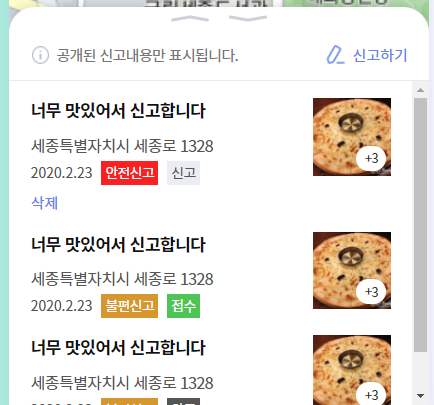 공개된 신고내용만 표시됩니다.
신고하기
너무 맛있어서 신고합니다
세종특별자치시 세종로 1328
+3
2020.2.23 안전신고 신고
삭제
너무 맛있어서 신고합니다
세종특별자치시 세종로 1328
+3
2020.2.23 불편신고 접수
너무 맛있어서 신고합니다
세종특별자치시 세종로 1328
+3